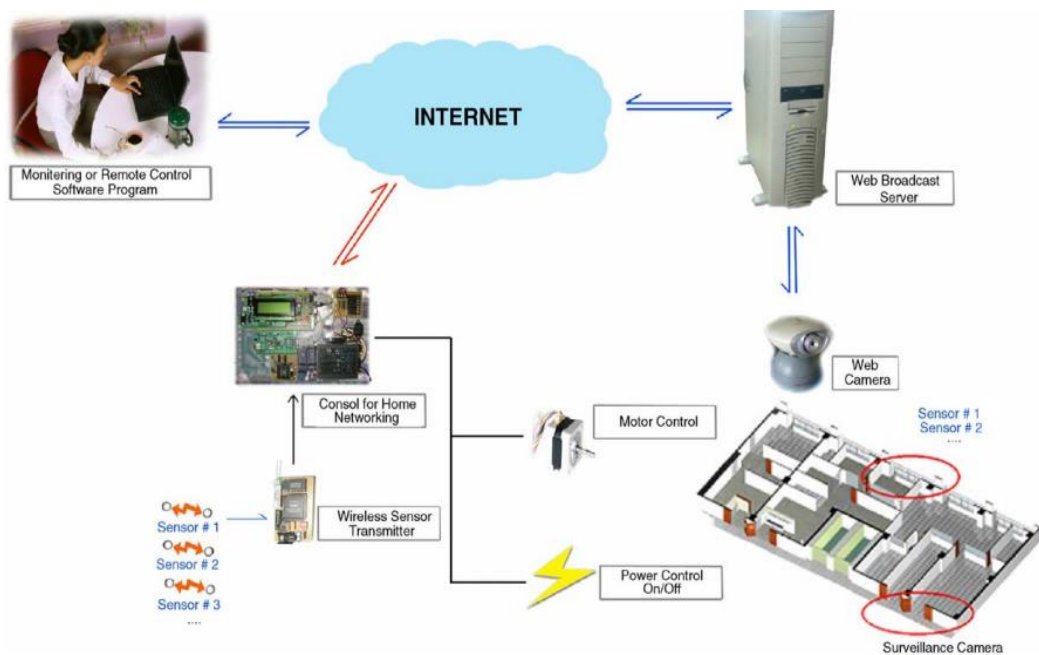 INTERNET
Monitering or Remote Control
Software Program
Web Broadcast
Server
Web
Camera
Consol for Home
Networking
Sensor # 1
Sensor # 2
....
Motor Control
Wireless Sensor
Transmitter
Sensor # 1
Sensor # 2
Sensor # 3
....
Power Control
On/Off
Surveillance Camera